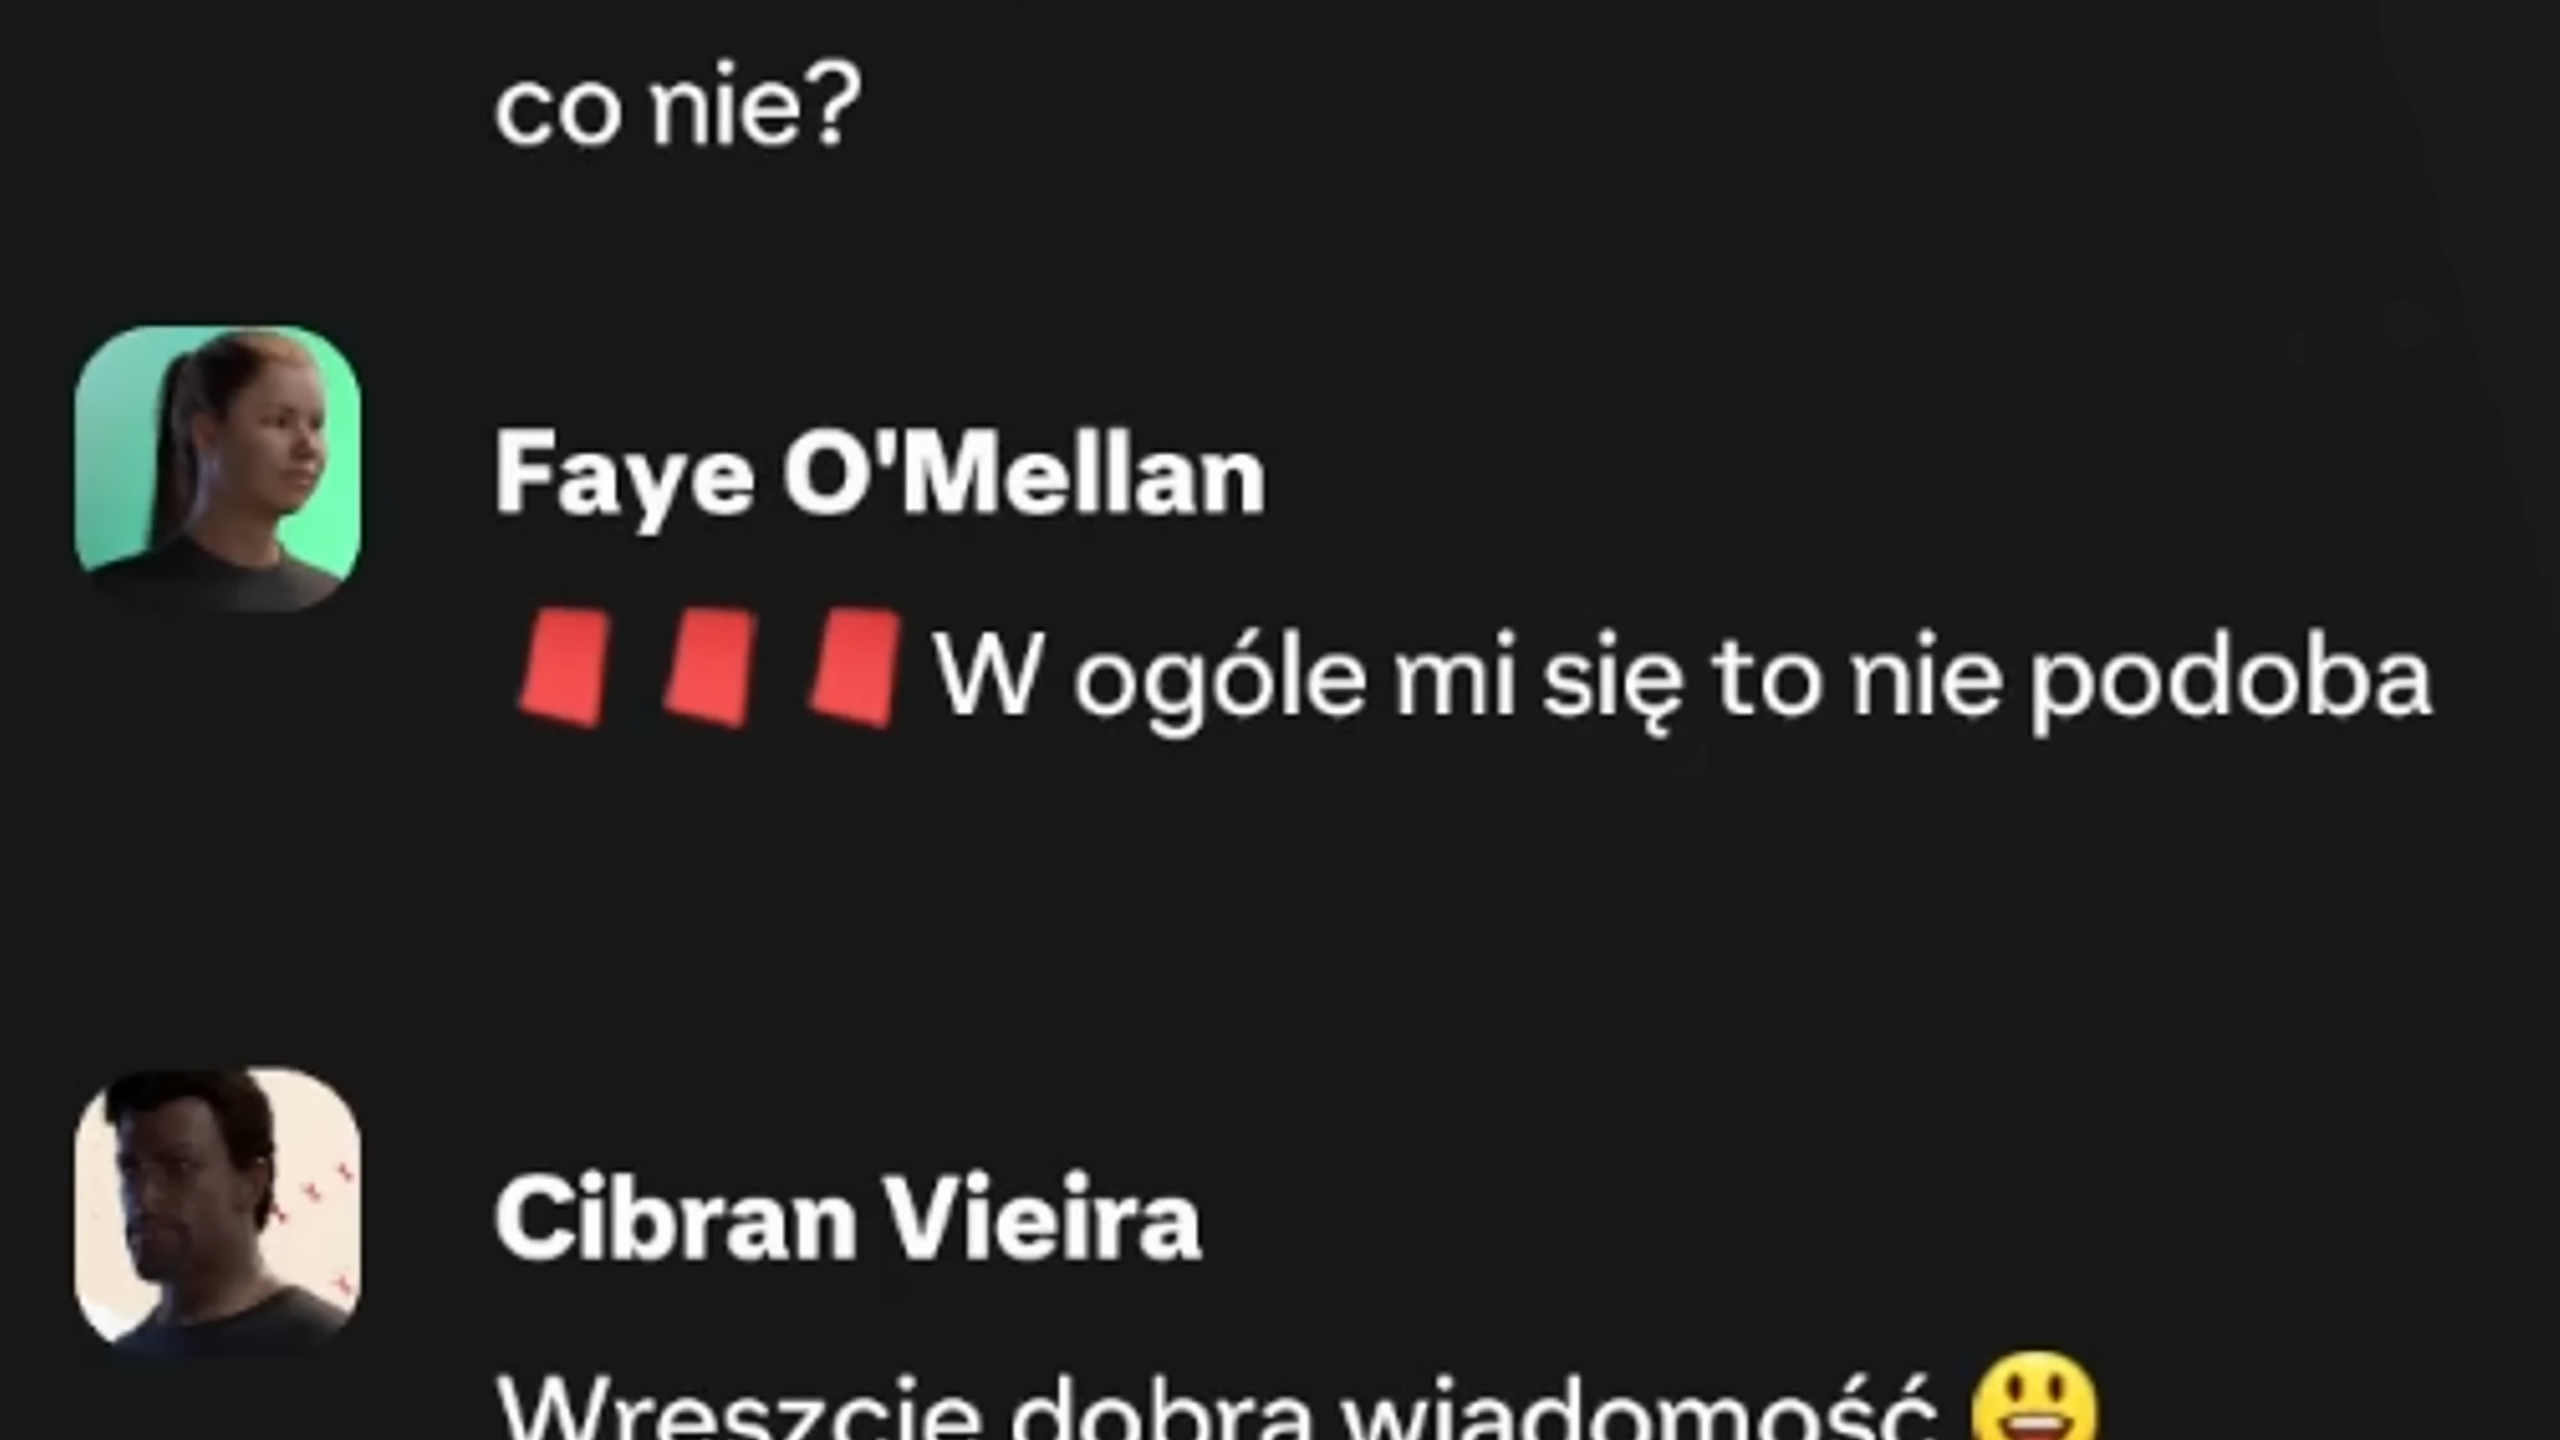 co nie?
Faye O'Mellan
🟥 🟥 🟥 W ogóle mi się to nie podoba
Cibran Vieira
Wreszcie dobra wiadomość 😃